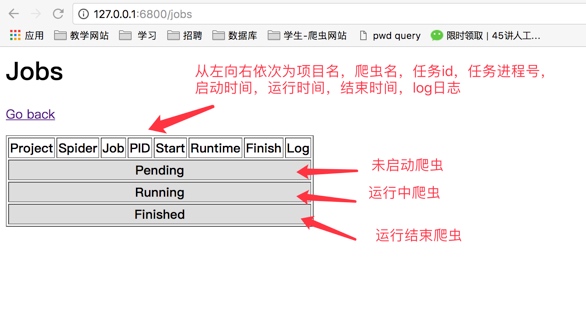 127.0.0.1:6800/jobs
应用 教学网站 学习 招聘 数据库 学生-爬虫网站 pwd query 限时领取 | 45讲人工...
Jobs
从左向右依次为项目名，爬虫名，任务id，任务进程号，
启动时间，运行时间，结束时间，log日志
Go back
Project Spider Job PID Start Runtime Finish Log
Pending
未启动爬虫
Running
运行中爬虫
Finished
运行结束爬虫